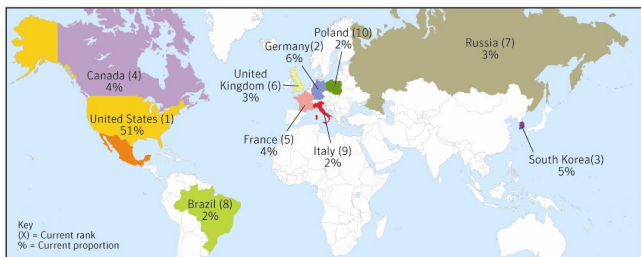 Poland (10)
2%
Germany(2)
6%
Russia (7)
3%
Canada (4)
4%
United
Kingdom (6)
3%
United States (1)
51%
France (5)
4%
Italy (9)
2%
South Korea(3)
5%
Brazil (8)
2%
Key
(X) = Current rank
% = Current proportion